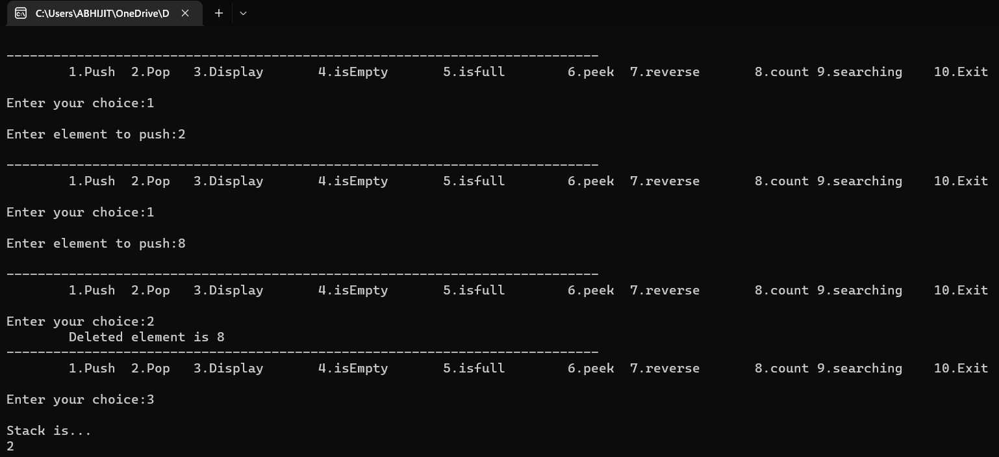 C:\Users\ABHIJIT\OneDrive\D
--------------------------------------------------------------------------
1.Push 2.Pop 3.Display 4.isEmpty 5.isfull 6.peek 7.reverse 8.count 9.searching 10.Exit
Enter your choice:1
Enter element to push:2
--------------------------------------------------------------------------
1.Push 2.Pop 3.Display 4.isEmpty 5.isfull 6.peek 7.reverse 8.count 9.searching 10.Exit
Enter your choice:1
Enter element to push:8
--------------------------------------------------------------------------
1.Push 2.Pop 3.Display 4.isEmpty 5.isfull 6.peek 7.reverse 8.count 9.searching 10.Exit
Enter your choice:2
Deleted element is 8
--------------------------------------------------------------------------
1.Push 2.Pop 3.Display 4.isEmpty 5.isfull 6.peek 7.reverse 8.count 9.searching 10.Exit
Enter your choice:3
Stack is...
2